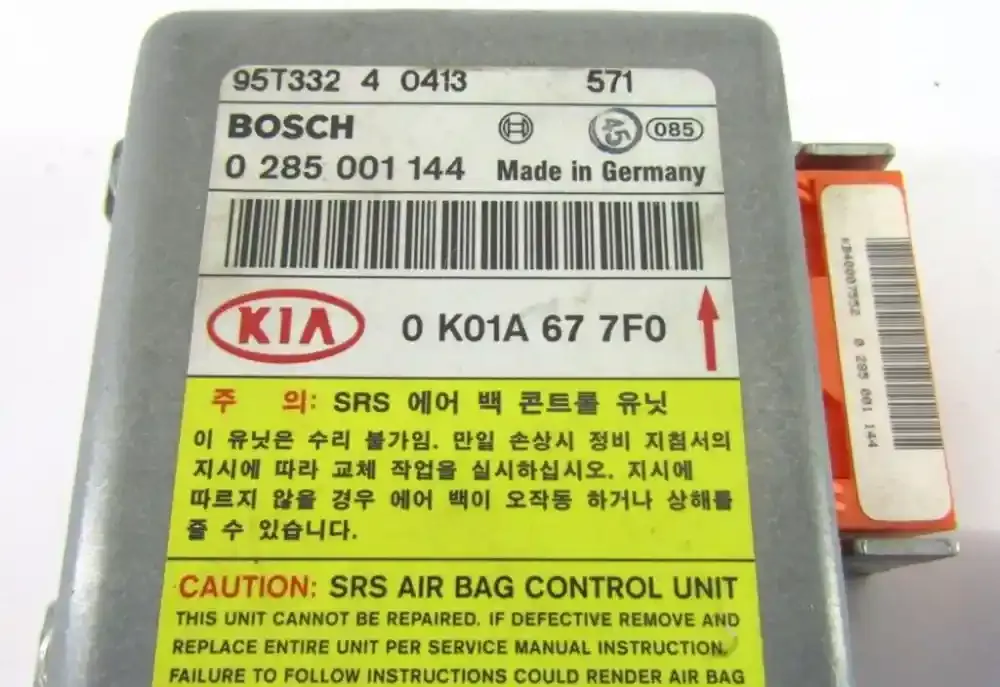 95T332 4 0413 571
BOSCH 45 085
0 285 001 144 Made in Germany
KIA 0 K01A 67 7F0
주 의: SRS 에어 백 콘트롤 유닛
이 유닛은 수리 불가임. 만일 손상시 정비 지침서의
지시에 따라 교체 작업을 실시하십시오. 지시에
따르지 않을 경우 에어 백이 오작동 하거나 상해를
줄 수 있습니다.
CAUTION: SRS AIR BAG CONTROL UNIT
THIS UNIT CANNOT BE REPAIRED. IF DEFECTIVE REMOVE AND
REPLACE ENTIRE UNIT PER SERVICE MANUAL INSTRUCTION.
FAILURE TO FOLLOW INSTRUCTIONS COULD RENDER AIR BAG
KB40007552 0 285 001 144